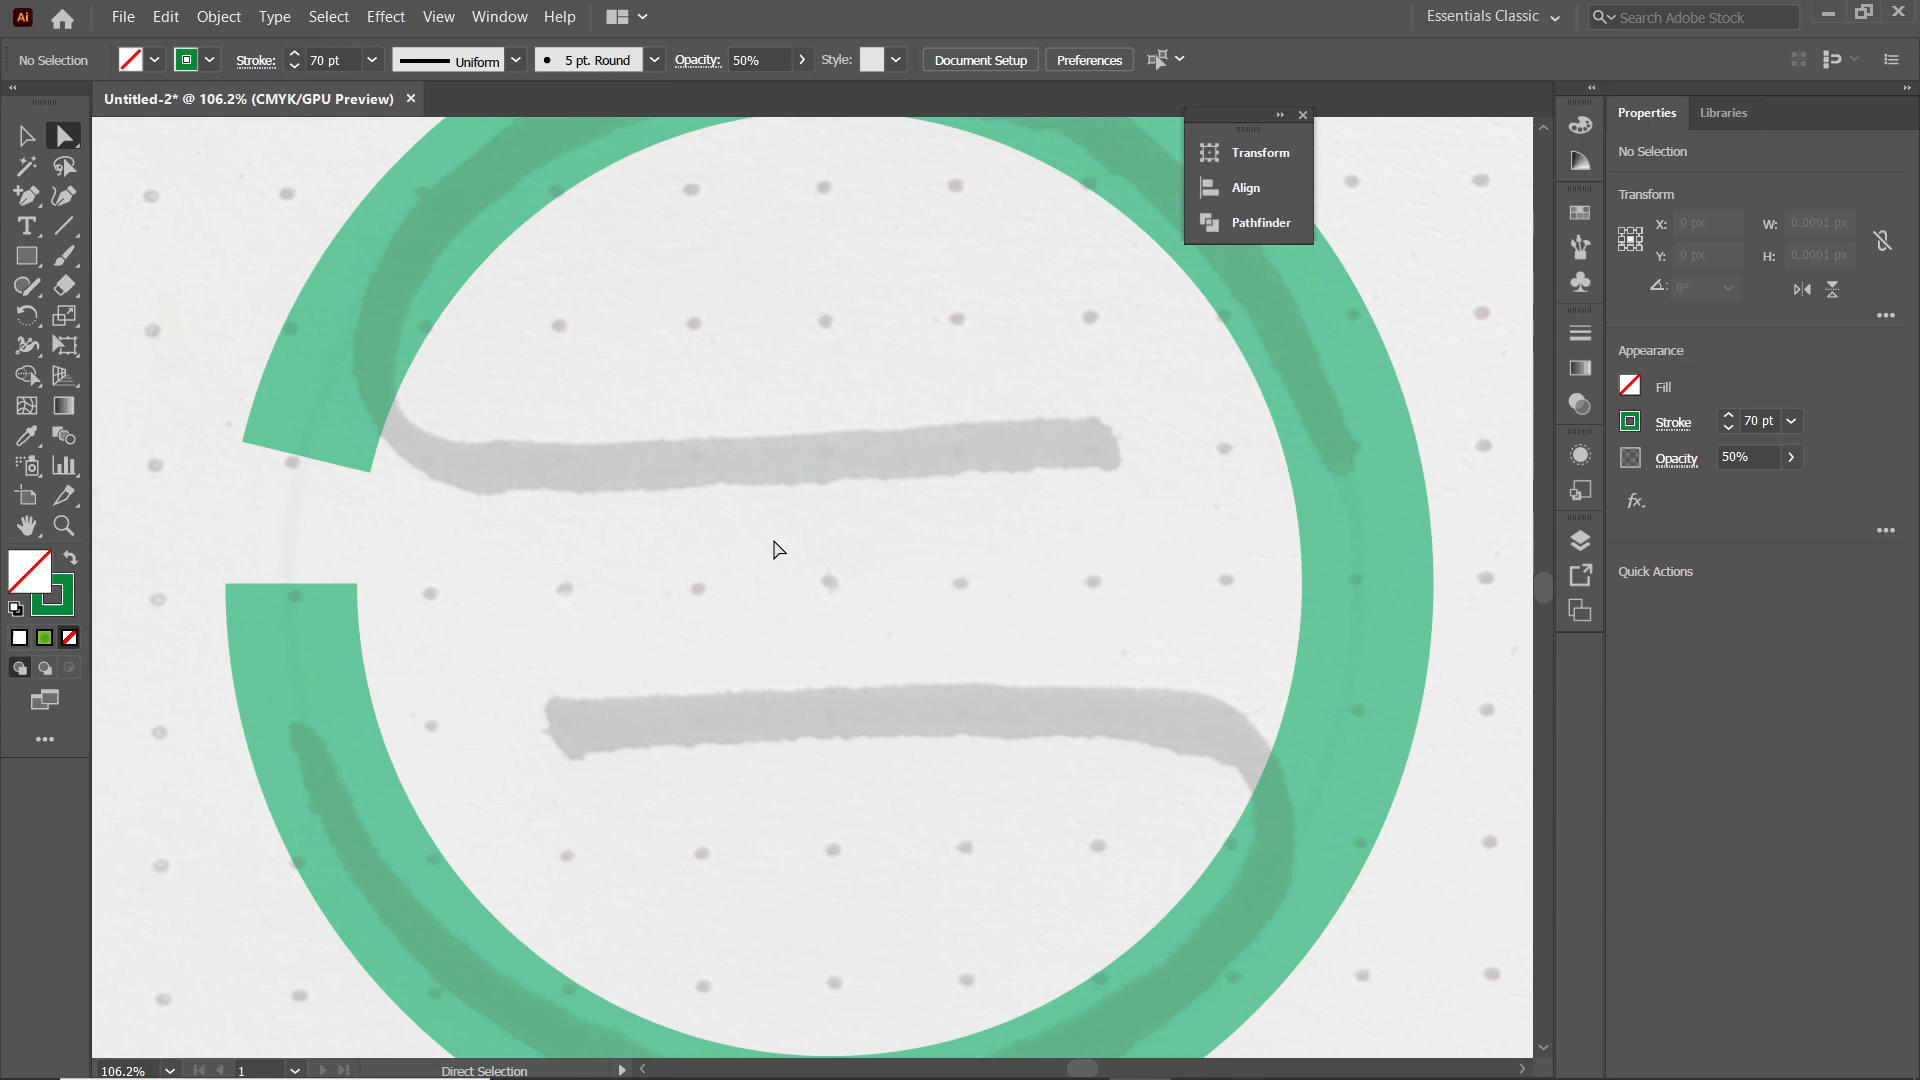 Ai
File Edit Object Type Select Effect View Window Help
Essentials Classic
Search Adobe Stock
No Selection
Stroke: 70 pt
Uniform
5 pt. Round
Opacity: 50%
Style:
Document Setup
Preferences
Untitled-2* @ 106.2% (CMYK/GPU Preview)
Transform
Align
Pathfinder
Properties
Libraries
No Selection
Transform
X: 0 px W: 0.0001 px
Y: 0 px H: 0.0001 px
0°
Appearance
Fill
Stroke 70 pt
Opacity 50%
fx.
Quick Actions
106.2%
1
Direct Selection